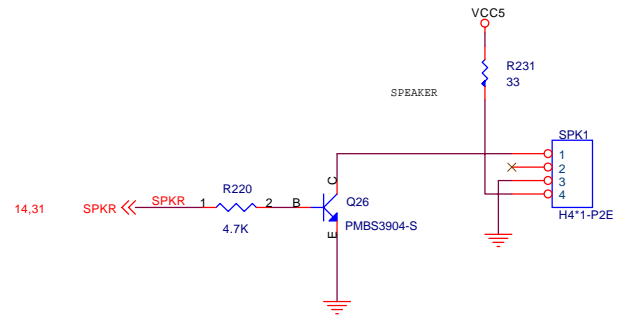 VCC5
R231
33
SPEAKER
SPK1
1
2
3
4
H4*1-P2E
C
Q26
PMBS3904-S
B
E
R220
1 2
4.7K
14,31 SPKR SPKR